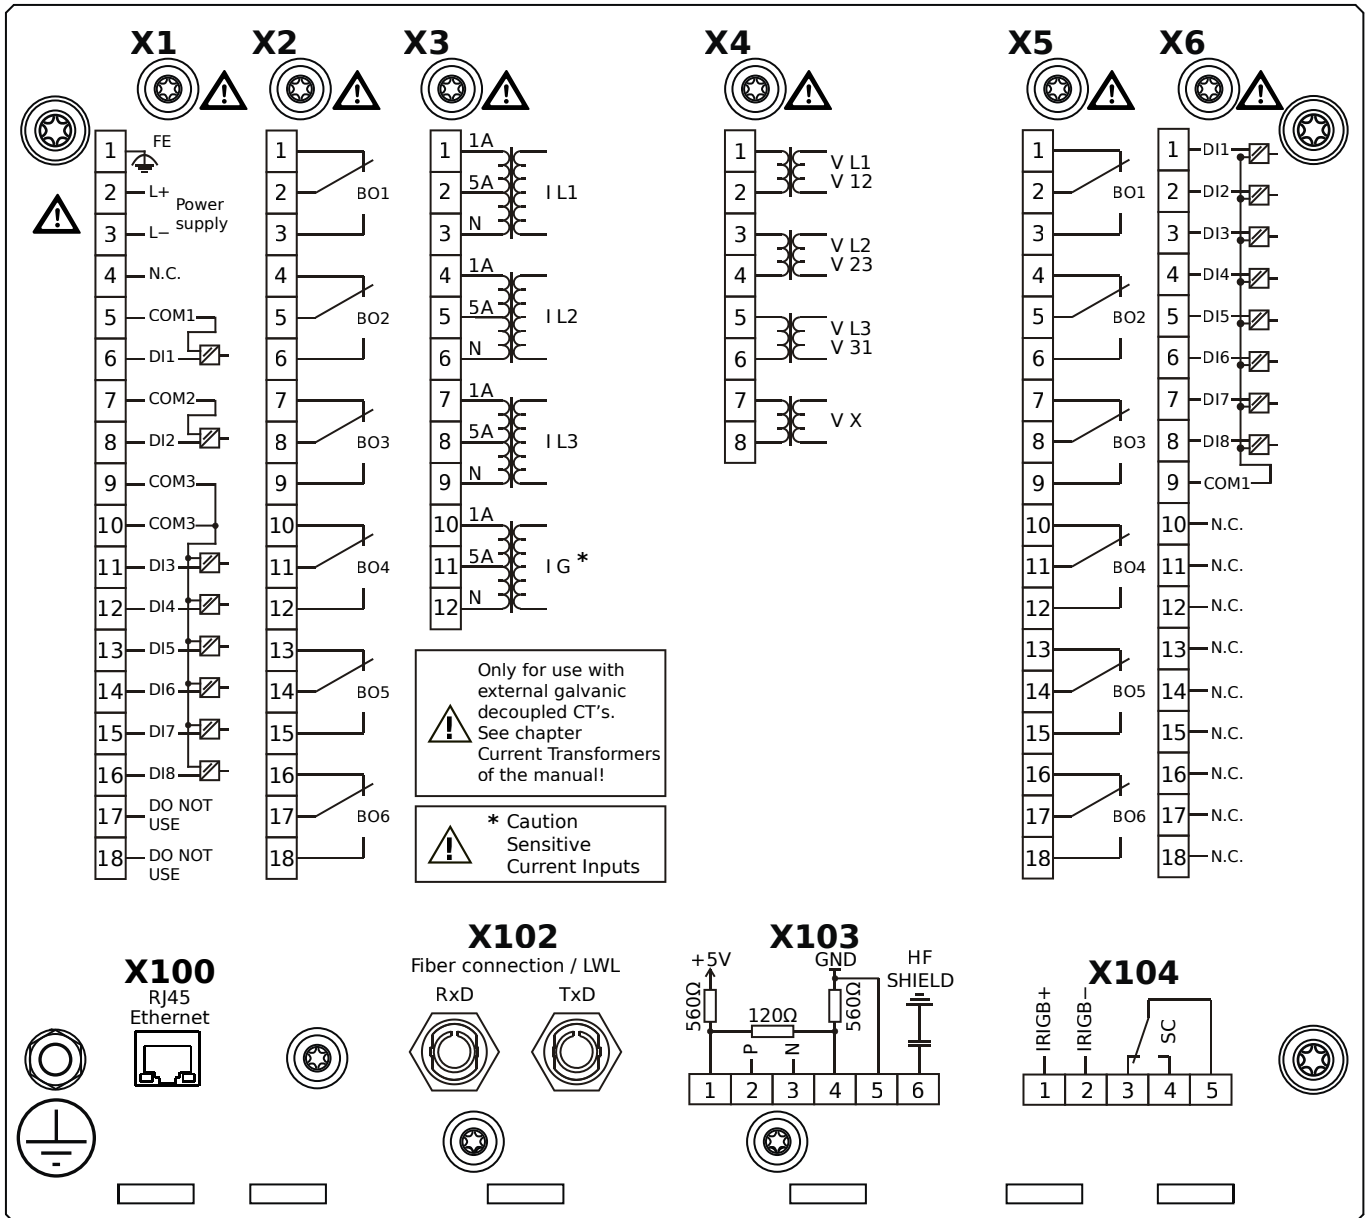 X1
X2
X3
X4
X5
X6
1 FE
2 L+
Power
supply
3 L−
4 N.C.
5 COM1
6 DI1
7 COM2
8 DI2
9 COM3
10 COM3
11 DI3
12 DI4
13 DI5
14 DI6
15 DI7
16 DI8
17 DO NOT
USE
18 DO NOT
USE
1
2 BO1
3
4
5 BO2
6
7
8 BO3
9
10
11 BO4
12
13
14 BO5
15
16
17 BO6
18
1 1A
2 5A I L1
3 N
4 1A
5 5A I L2
6 N
7 1A
8 5A I L3
9 N
10 1A
11 5A I G *
12 N
Only for use with
external galvanic
decoupled CT's.
See chapter
Current Transformers
of the manual!
* Caution
Sensitive
Current Inputs
1 V L1
2 V 12
3 V L2
4 V 23
5 V L3
6 V 31
7 V X
8
1
2 BO1
3
4
5 BO2
6
7
8 BO3
9
10
11 BO4
12
13
14 BO5
15
16
17 BO6
18
1 DI1
2 DI2
3 DI3
4 DI4
5 DI5
6 DI6
7 DI7
8 DI8
9 COM1
10 N.C.
11 N.C.
12 N.C.
13 N.C.
14 N.C.
15 N.C.
16 N.C.
17 N.C.
18 N.C.
X100
RJ45
Ethernet
X102
Fiber connection / LWL
RxD TxD
X103
+5V GND HF
SHIELD
560Ω 120Ω 560Ω
P N
1 2 3 4 5 6
X104
IRIGB+ IRIGB− SC
1 2 3 4 5